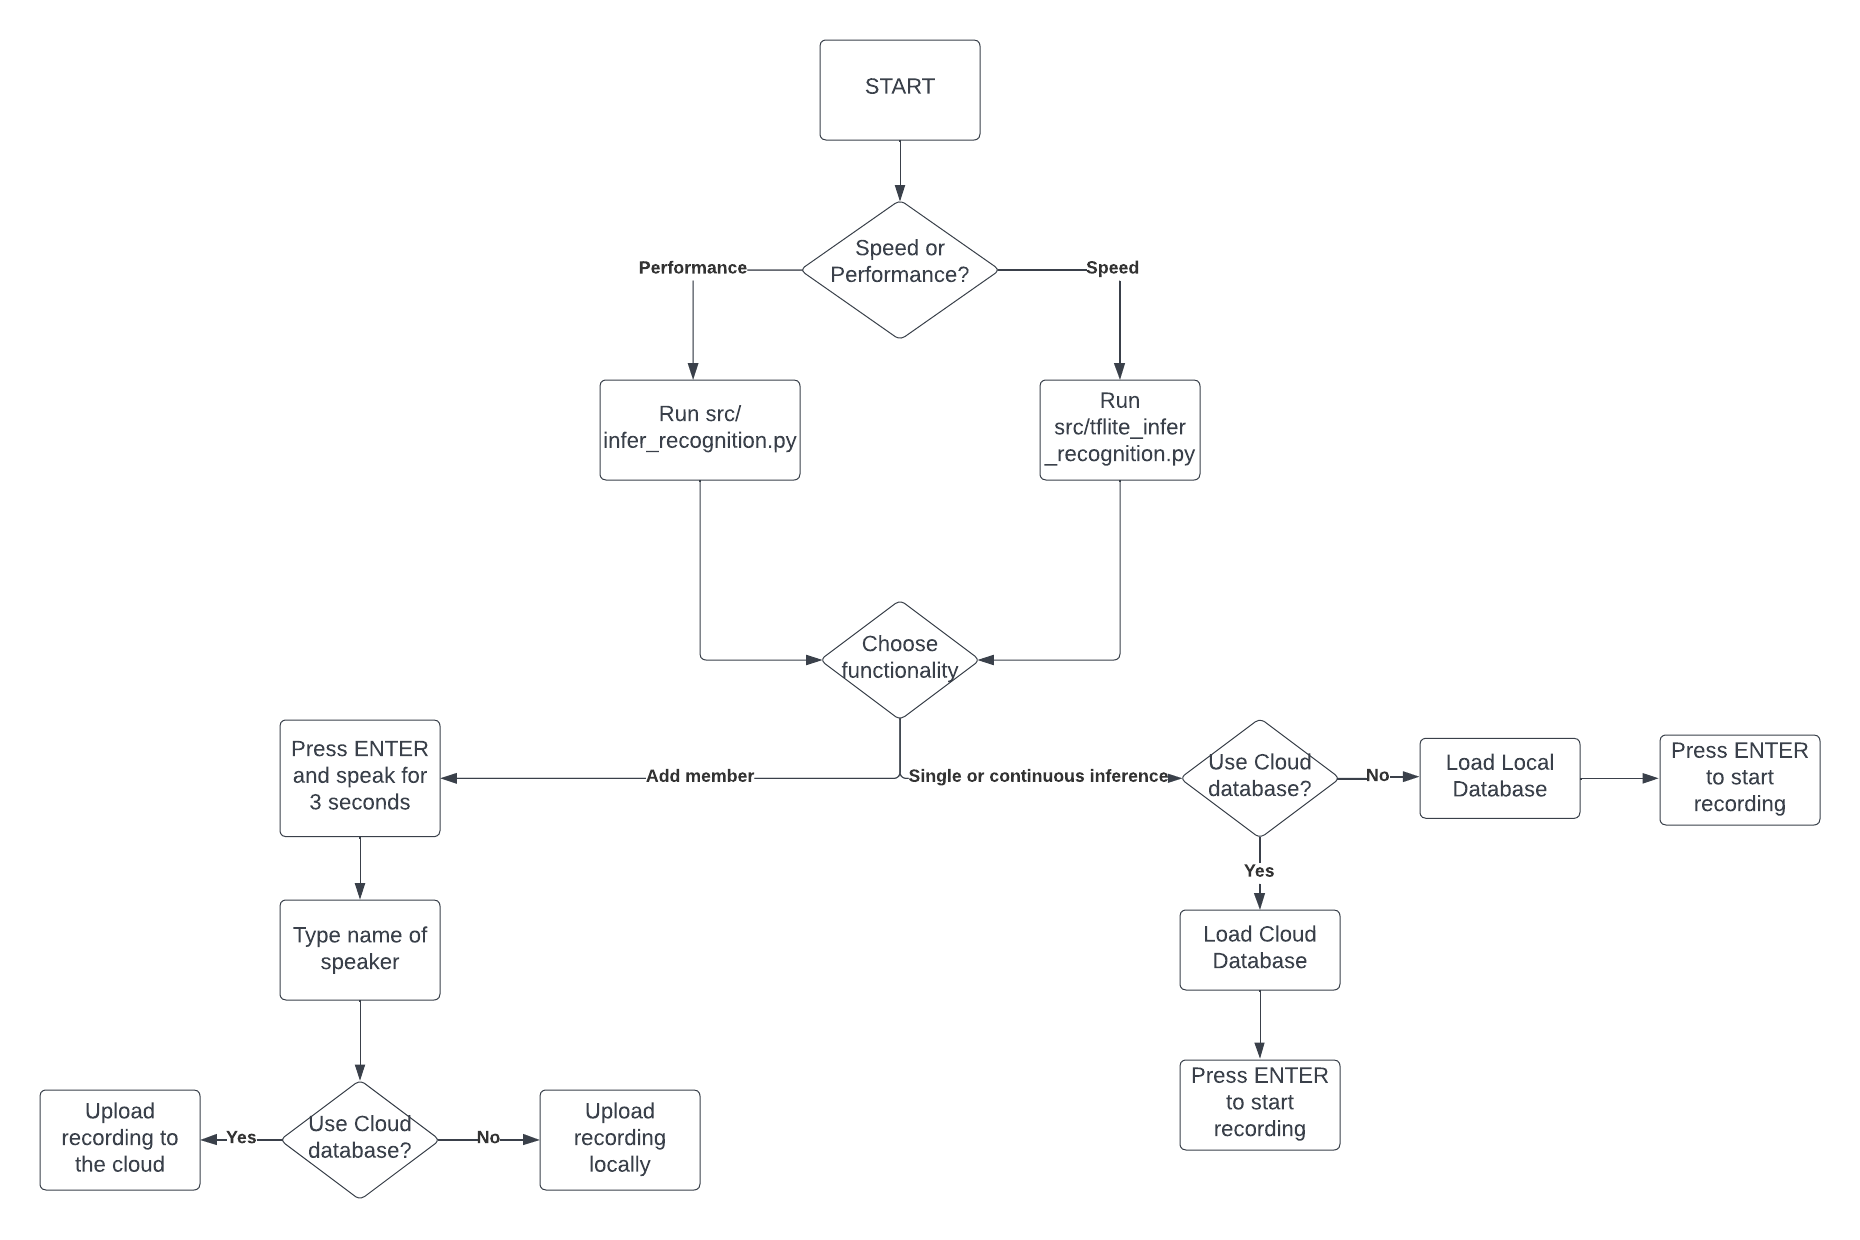 START
Speed or
Performance?
Performance
Speed
Run src/
infer_recognition.py
Run
src/tflite_infer
_recognition.py
Choose
functionality
Add member
Single or continuous inference
Press ENTER
and speak for
3 seconds
Use Cloud
database?
No
Load Local
Database
Press ENTER
to start
recording
Yes
Type name of
speaker
Load Cloud
Database
Press ENTER
to start
recording
Upload
recording to
the cloud
Yes
Use Cloud
database?
No
Upload
recording
locally